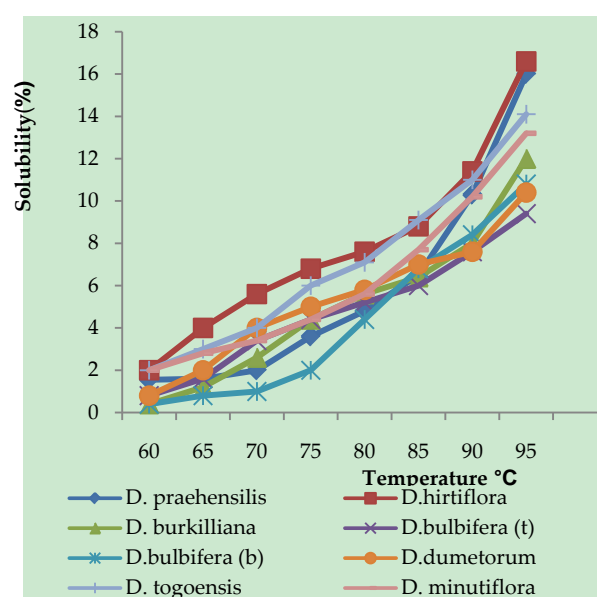 Solubility(%)
18
16
14
12
10
8
6
4
2
0
60 65 70 75 80 85 90 95
Temperature °C
D. praehensilis D.hirtiflora
D. burkilliana D.bulbifera (t)
D.bulbifera (b) D.dumetorum
D. togoensis D. minutiflora